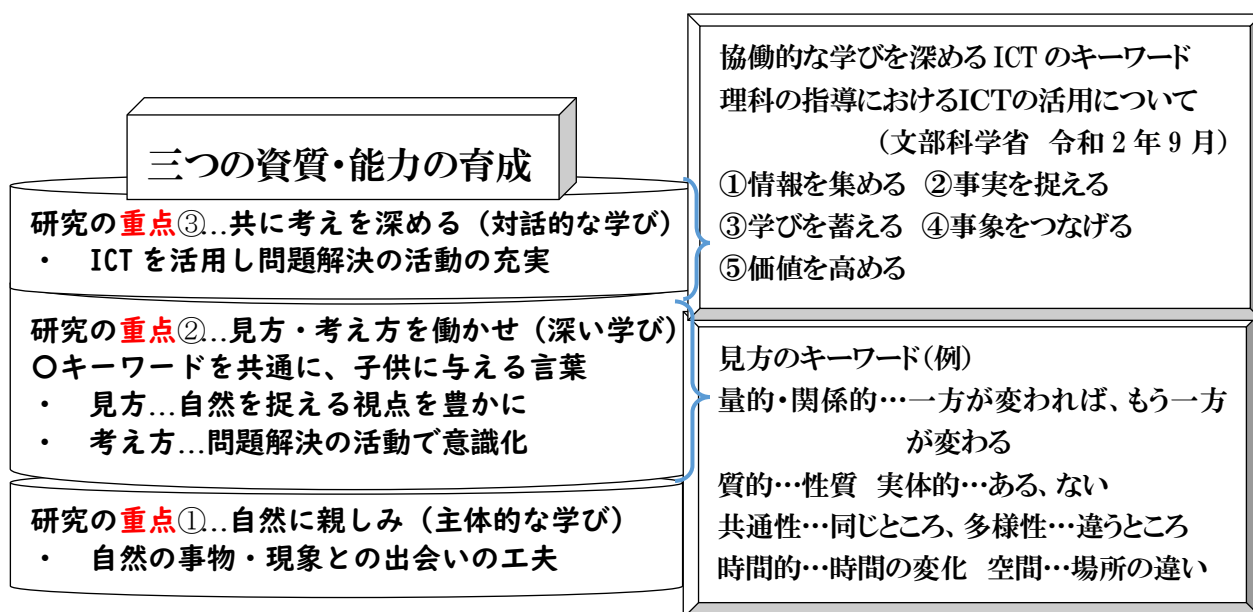 三つの資質・能力の育成
研究の重点③…共に考えを深める（対話的な学び）
・　ICTを活用し問題解決の活動の充実
研究の重点②…見方・考え方を働かせ（深い学び）
〇キーワードを共通に、子供に与える言葉
・　見方…自然を捉える視点を豊かに
・　考え方…問題解決の活動で意識化
研究の重点①…自然に親しみ（主体的な学び）
・　自然の事物・現象との出会いの工夫
協働的な学びを深めるICTのキーワード
理科の指導におけるICTの活用について
（文部科学省　令和2年9月）
①情報を集める　②事実を捉える
③学びを蓄える　④事象をつなげる
⑤価値を高める
見方のキーワード（例）
量的・関係的…一方が変われば、もう一方
が変わる
質的…性質　実体的…ある、ない
共通性…同じところ、多様性…違うところ
時間的…時間の変化　空間…場所の違い